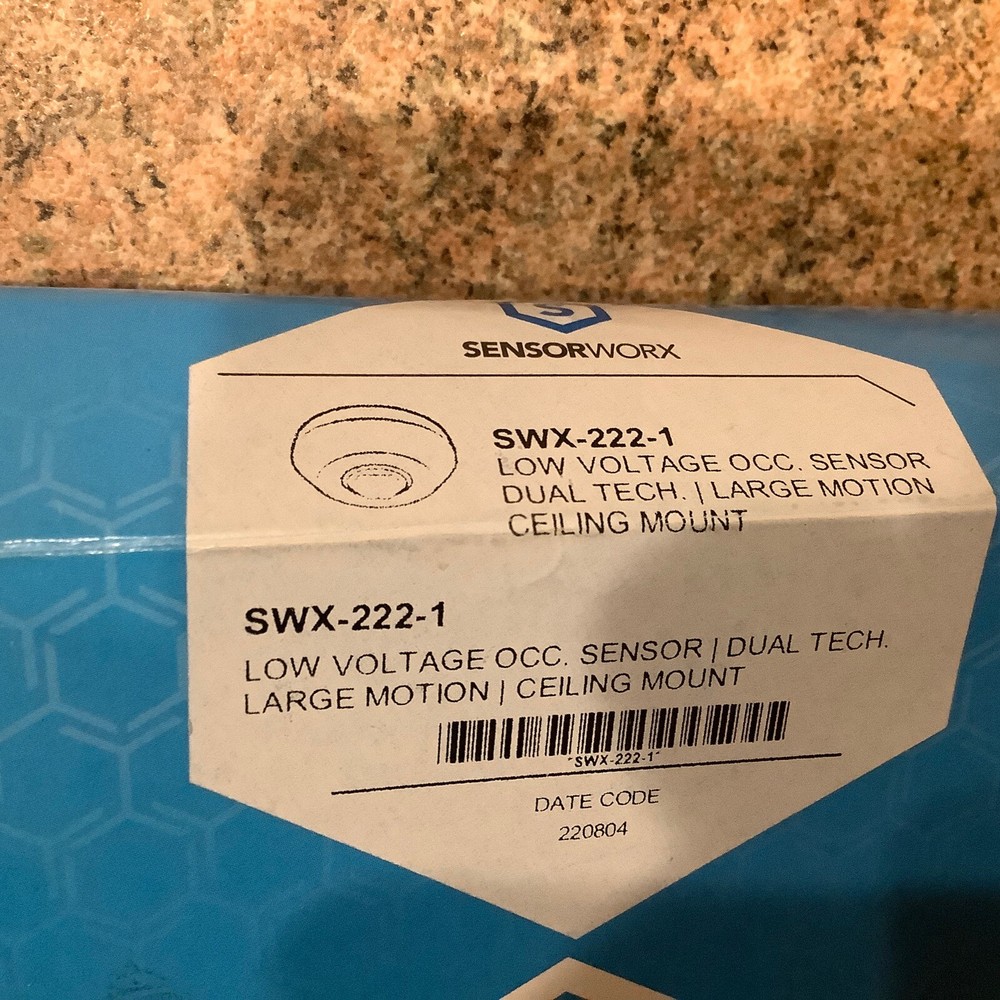 SENSORWORX
SWX-222-1
LOW VOLTAGE OCC. SENSOR
DUAL TECH. | LARGE MOTION
CEILING MOUNT
SWX-222-1
LOW VOLTAGE OCC. SENSOR | DUAL TECH.
LARGE MOTION | CEILING MOUNT
*SWX-222-1*
DATE CODE
220804